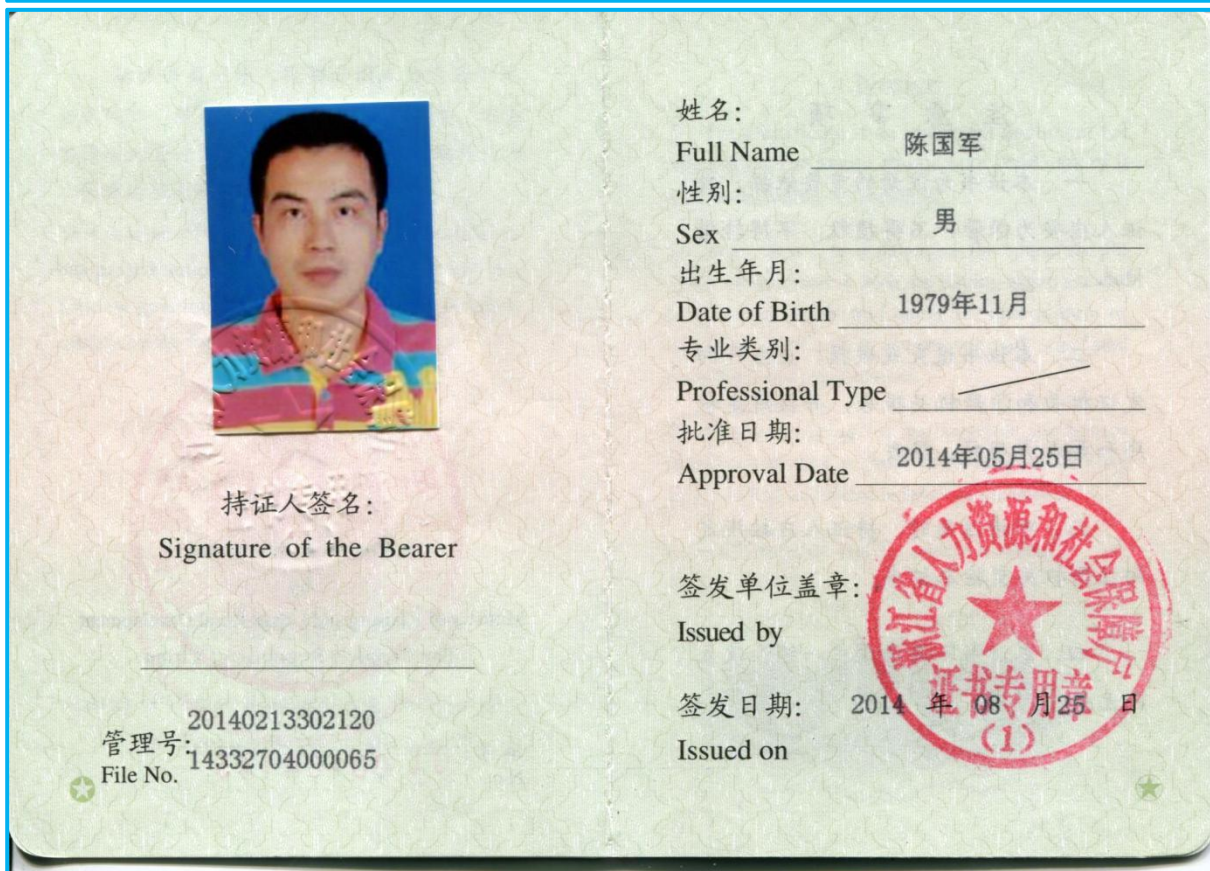 持证人签名:
Signature of the Bearer
20140213302120
管理号:
14332704000065
File No.
姓名:
Full Name 陈国军
性别:
Sex 男
出生年月:
Date of Birth 1979年11月
专业类别:
Professional Type
批准日期:
Approval Date 2014年05月25日
签发单位盖章:
Issued by
浙江省人力资源和社会保障厅
证书专用章
(1)
签发日期: 2014 年 08 月25 日
Issued on